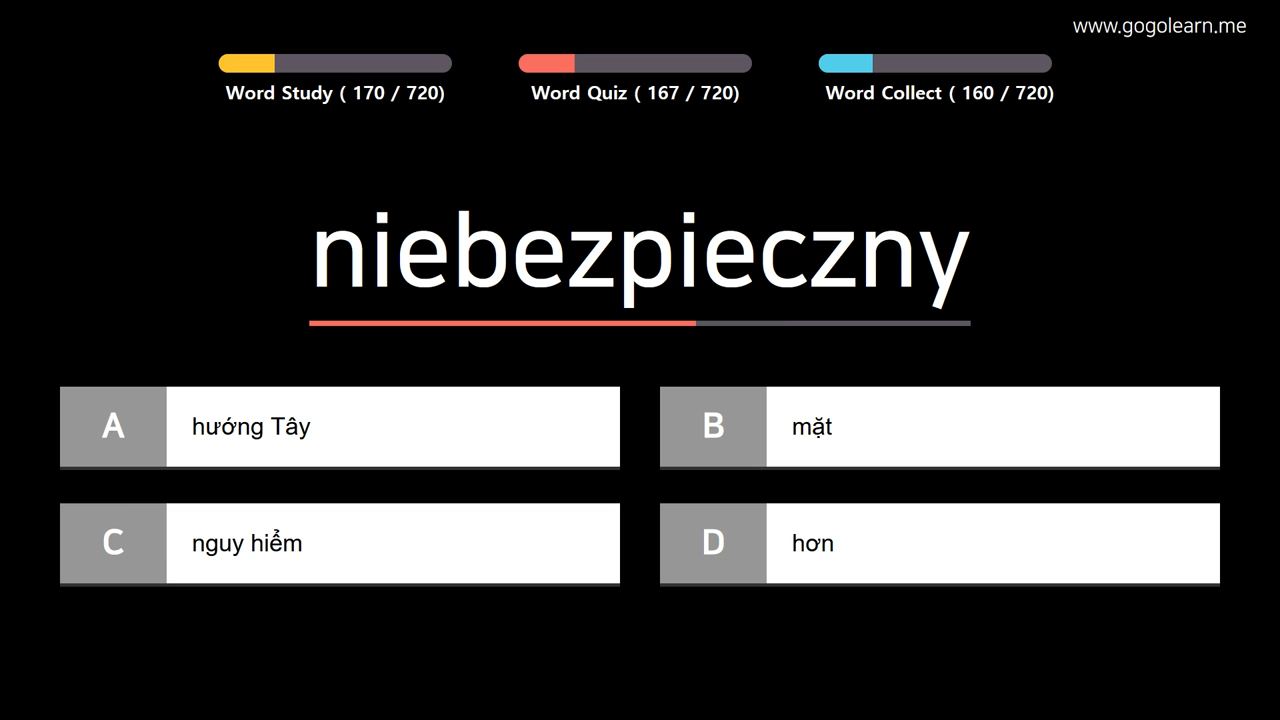 www.gogolearn.me
Word Study ( 170 / 720)
Word Quiz ( 167 / 720)
Word Collect ( 160 / 720)
niebezpieczny
A hướng Tây
B mặt
C nguy hiểm
D hơn